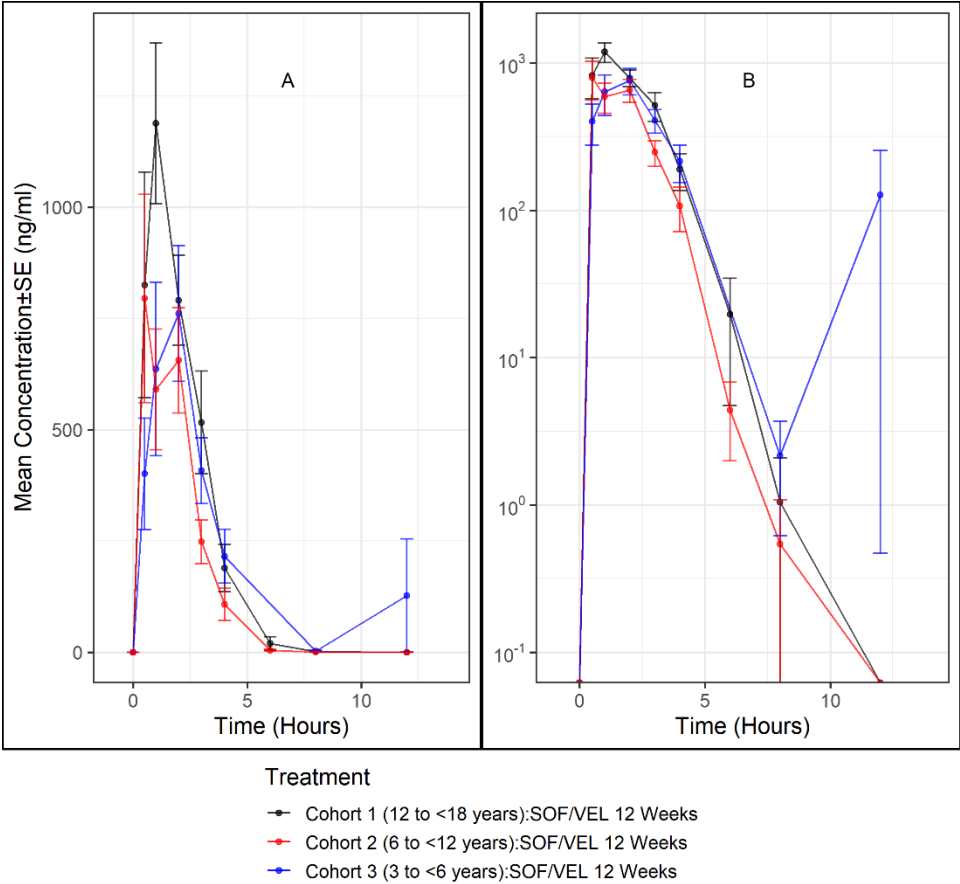 A
B
Mean Concentration±SE (ng/ml)
1000
500
0
10³
10²
10¹
10⁰
10⁻¹
0 5 10
0 5 10
Time (Hours)
Time (Hours)
Treatment
Cohort 1 (12 to <18 years):SOF/VEL 12 Weeks
Cohort 2 (6 to <12 years):SOF/VEL 12 Weeks
Cohort 3 (3 to <6 years):SOF/VEL 12 Weeks